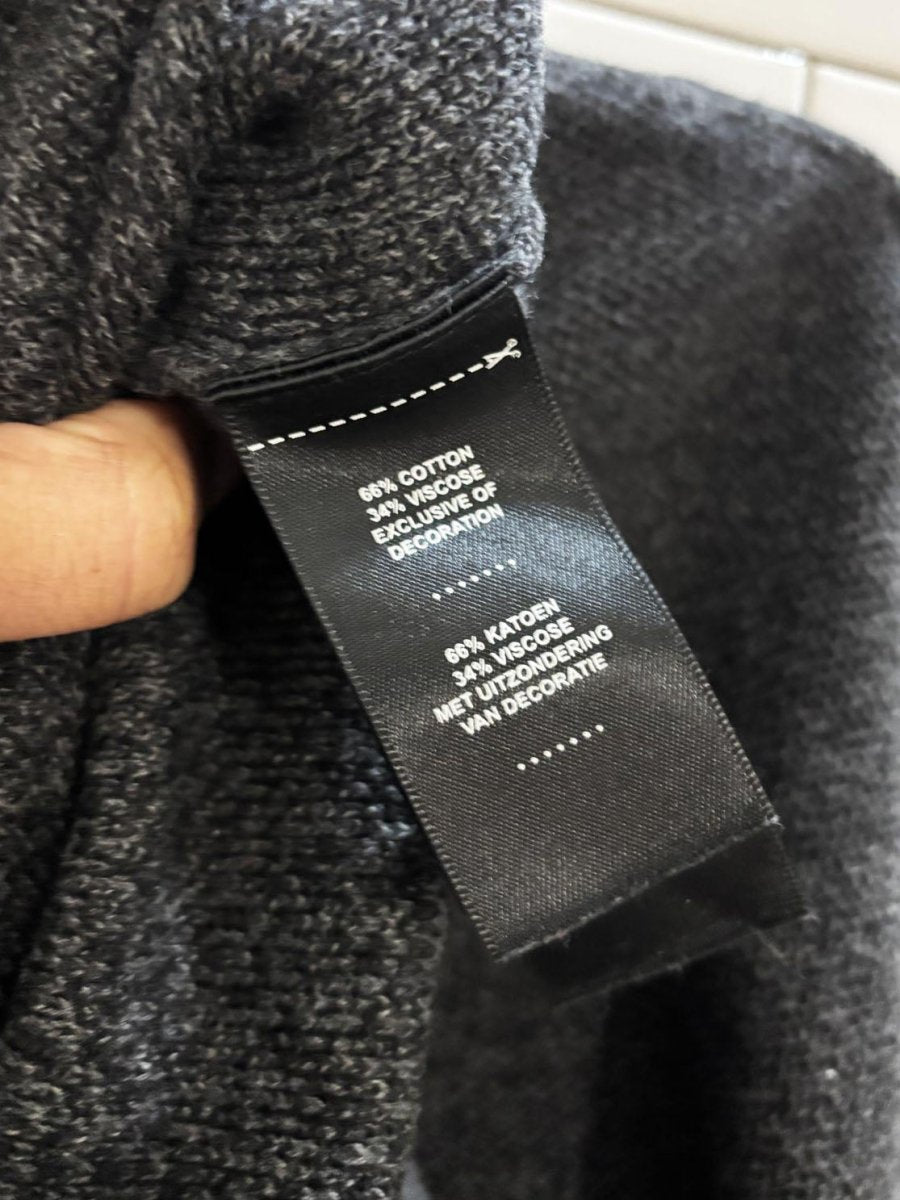 66% COTTON
34% VISCOSE
EXCLUSIVE OF
DECORATION
66% KATOEN
34% VISCOSE
MET UITZONDERING
VAN DECORATIE